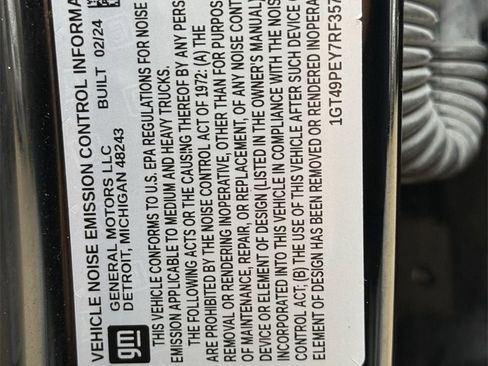 VEHICLE NOISE EMISSION CONTROL INFORMA
gm
GENERAL MOTORS LLC
DETROIT, MICHIGAN 48243
BUILT 02/24
THIS VEHICLE CONFORMS TO U.S. EPA REGULATIONS FOR NOISE
EMISSION APPLICABLE TO MEDIUM AND HEAVY TRUCKS.
THE FOLLOWING ACTS OR THE CAUSING THEREOF BY ANY PERS
ARE PROHIBITED BY THE NOISE CONTROL ACT OF 1972: (A) THE
REMOVAL OR RENDERING INOPERATIVE, OTHER THAN FOR PURPOS
OF MAINTENANCE, REPAIR, OR REPLACEMENT, OF ANY NOISE CONT
DEVICE OR ELEMENT OF DESIGN (LISTED IN THE OWNER'S MANUAL)
INCORPORATED INTO THIS VEHICLE IN COMPLIANCE WITH THE NOIS
CONTROL ACT; (B) THE USE OF THIS VEHICLE AFTER SUCH DEVICE O
ELEMENT OF DESIGN HAS BEEN REMOVED OR RENDERED INOPERA
1GT49PEY7RF357